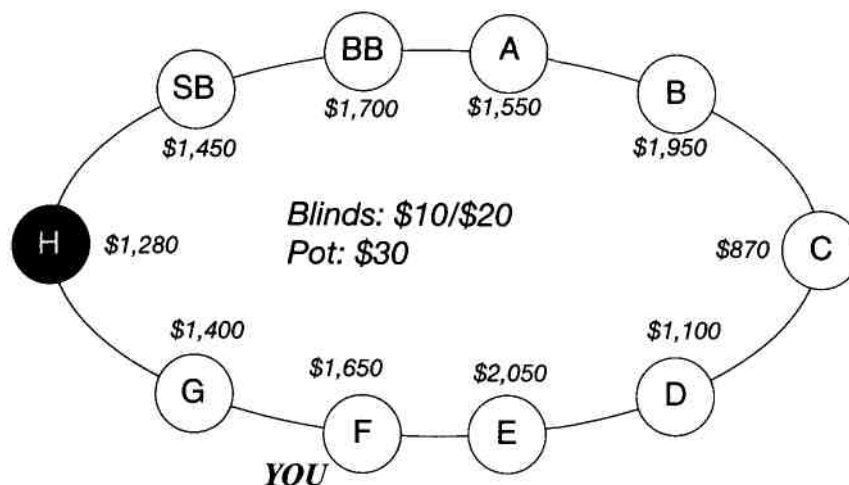 BB
A
SB
B
$1,700
$1,550
$1,450
$1,950
Blinds: $10/$20
H
$1,280
Pot: $30
$870
C
$1,400
$1,650
$2,050
$1,100
G
F
E
D
YOU